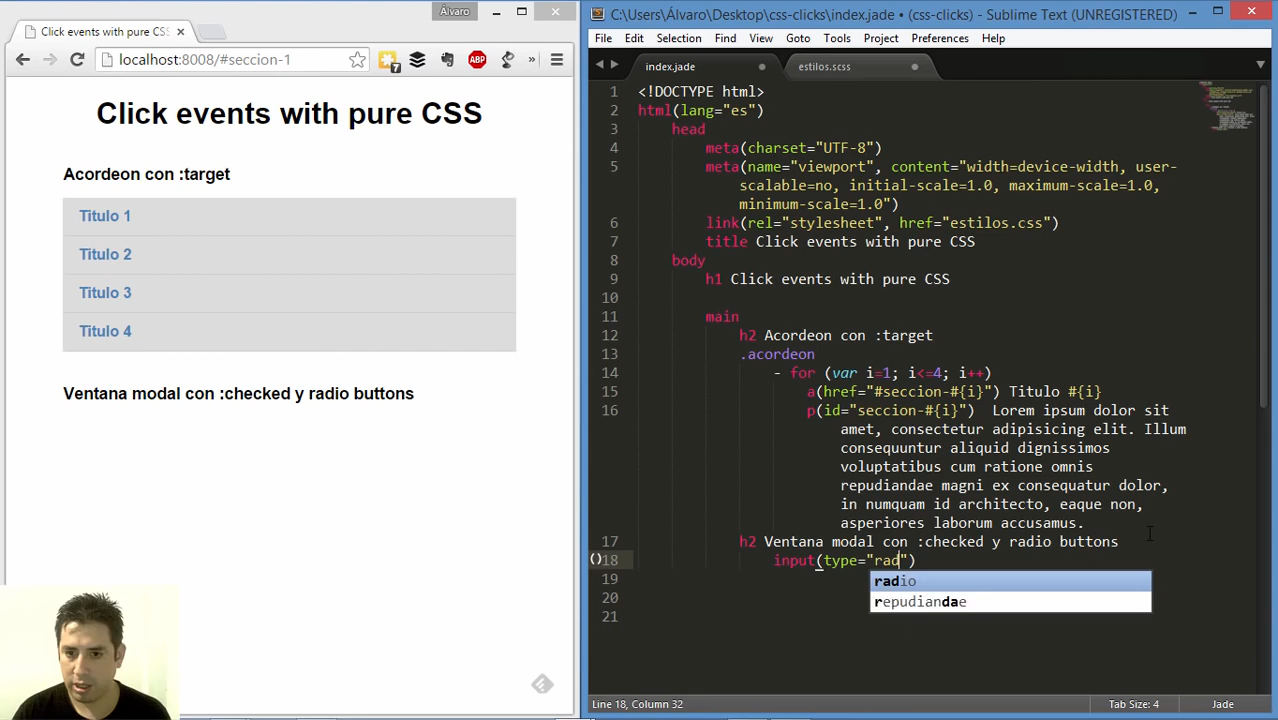 Álvaro
Click events with pure CSS
localhost:8008/#seccion-1
7
ABP
Click events with pure CSS
Acordeon con :target
Titulo 1
Titulo 2
Titulo 3
Titulo 4
Ventana modal con :checked y radio buttons
C:\Users\Álvaro\Desktop\css-clicks\index.jade • (css-clicks) - Sublime Text (UNREGISTERED)
File Edit Selection Find View Goto Tools Project Preferences Help
index.jade estilos.scss
1 <!DOCTYPE html>
2 html(lang="es")
3 head
4 meta(charset="UTF-8")
5 meta(name="viewport", content="width=device-width, user-
scalable=no, initial-scale=1.0, maximum-scale=1.0,
minimum-scale=1.0")
6 link(rel="stylesheet", href="estilos.css")
7 title Click events with pure CSS
8 body
9 h1 Click events with pure CSS
10
11 main
12 h2 Acordeon con :target
13 .acordeon
14 - for (var i=1; i<=4; i++)
15 a(href="#seccion-#{i}") Titulo #{i}
16 p(id="seccion-#{i}") Lorem ipsum dolor sit
amet, consectetur adipisicing elit. Illum
consequuntur aliquid dignissimos
voluptatibus cum ratione omnis
repudiandae magni ex consequatur dolor,
in numquam id architecto, eaque non,
asperiores laborum accusamus.
17 h2 Ventana modal con :checked y radio buttons
()18 input(type="rad")
19 radio
20 repudiandae
21
Line 18, Column 32 Tab Size: 4 Jade